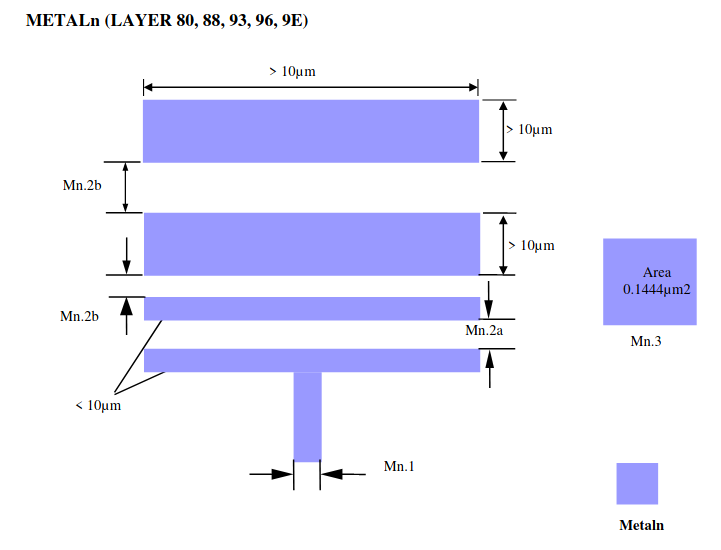 METALn (LAYER 80, 88, 93, 96, 9E)
> 10µm
> 10µm
Mn.2b
> 10µm
Area
0.1444µm2
Mn.2b
Mn.2a
Mn.3
< 10µm
Mn.1
Metaln